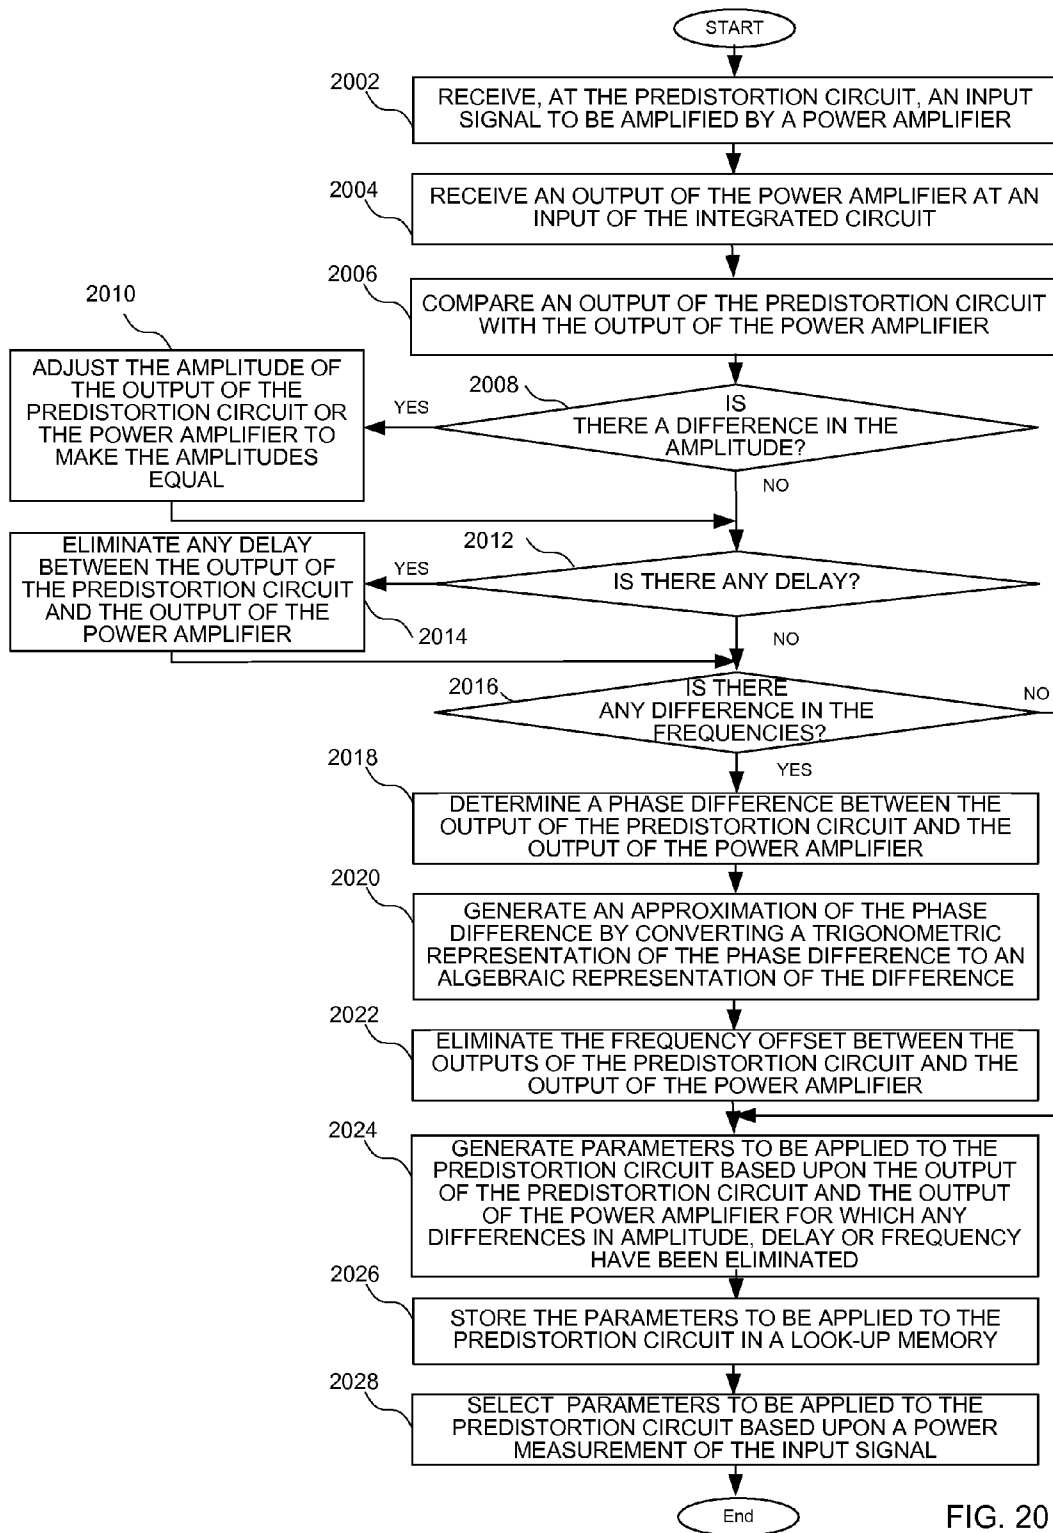 START
2002
RECEIVE, AT THE PREDISTORTION CIRCUIT, AN INPUT
SIGNAL TO BE AMPLIFIED BY A POWER AMPLIFIER
2004
RECEIVE AN OUTPUT OF THE POWER AMPLIFIER AT AN
INPUT OF THE INTEGRATED CIRCUIT
2006
COMPARE AN OUTPUT OF THE PREDISTORTION CIRCUIT
WITH THE OUTPUT OF THE POWER AMPLIFIER
2008
IS
THERE A DIFFERENCE IN THE
AMPLITUDE?
YES
2010
ADJUST THE AMPLITUDE OF
THE OUTPUT OF THE
PREDISTORTION CIRCUIT OR
THE POWER AMPLIFIER TO
MAKE THE AMPLITUDES
EQUAL
NO
2012
IS THERE ANY DELAY?
YES
ELIMINATE ANY DELAY
BETWEEN THE OUTPUT OF
THE PREDISTORTION CIRCUIT
AND THE OUTPUT OF THE
POWER AMPLIFIER
2014
NO
2016
IS THERE
ANY DIFFERENCE IN THE
FREQUENCIES?
NO
YES
2018
DETERMINE A PHASE DIFFERENCE BETWEEN THE
OUTPUT OF THE PREDISTORTION CIRCUIT AND THE
OUTPUT OF THE POWER AMPLIFIER
2020
GENERATE AN APPROXIMATION OF THE PHASE
DIFFERENCE BY CONVERTING A TRIGONOMETRIC
REPRESENTATION OF THE PHASE DIFFERENCE TO AN
ALGEBRAIC REPRESENTATION OF THE DIFFERENCE
2022
ELIMINATE THE FREQUENCY OFFSET BETWEEN THE
OUTPUTS OF THE PREDISTORTION CIRCUIT AND THE
OUTPUT OF THE POWER AMPLIFIER
2024
GENERATE PARAMETERS TO BE APPLIED TO THE
PREDISTORTION CIRCUIT BASED UPON THE OUTPUT
OF THE PREDISTORTION CIRCUIT AND THE OUTPUT
OF THE POWER AMPLIFIER FOR WHICH ANY
DIFFERENCES IN AMPLITUDE, DELAY OR FREQUENCY
HAVE BEEN ELIMINATED
2026
STORE THE PARAMETERS TO BE APPLIED TO THE
PREDISTORTION CIRCUIT IN A LOOK-UP MEMORY
2028
SELECT PARAMETERS TO BE APPLIED TO THE
PREDISTORTION CIRCUIT BASED UPON A POWER
MEASUREMENT OF THE INPUT SIGNAL
End
FIG. 20